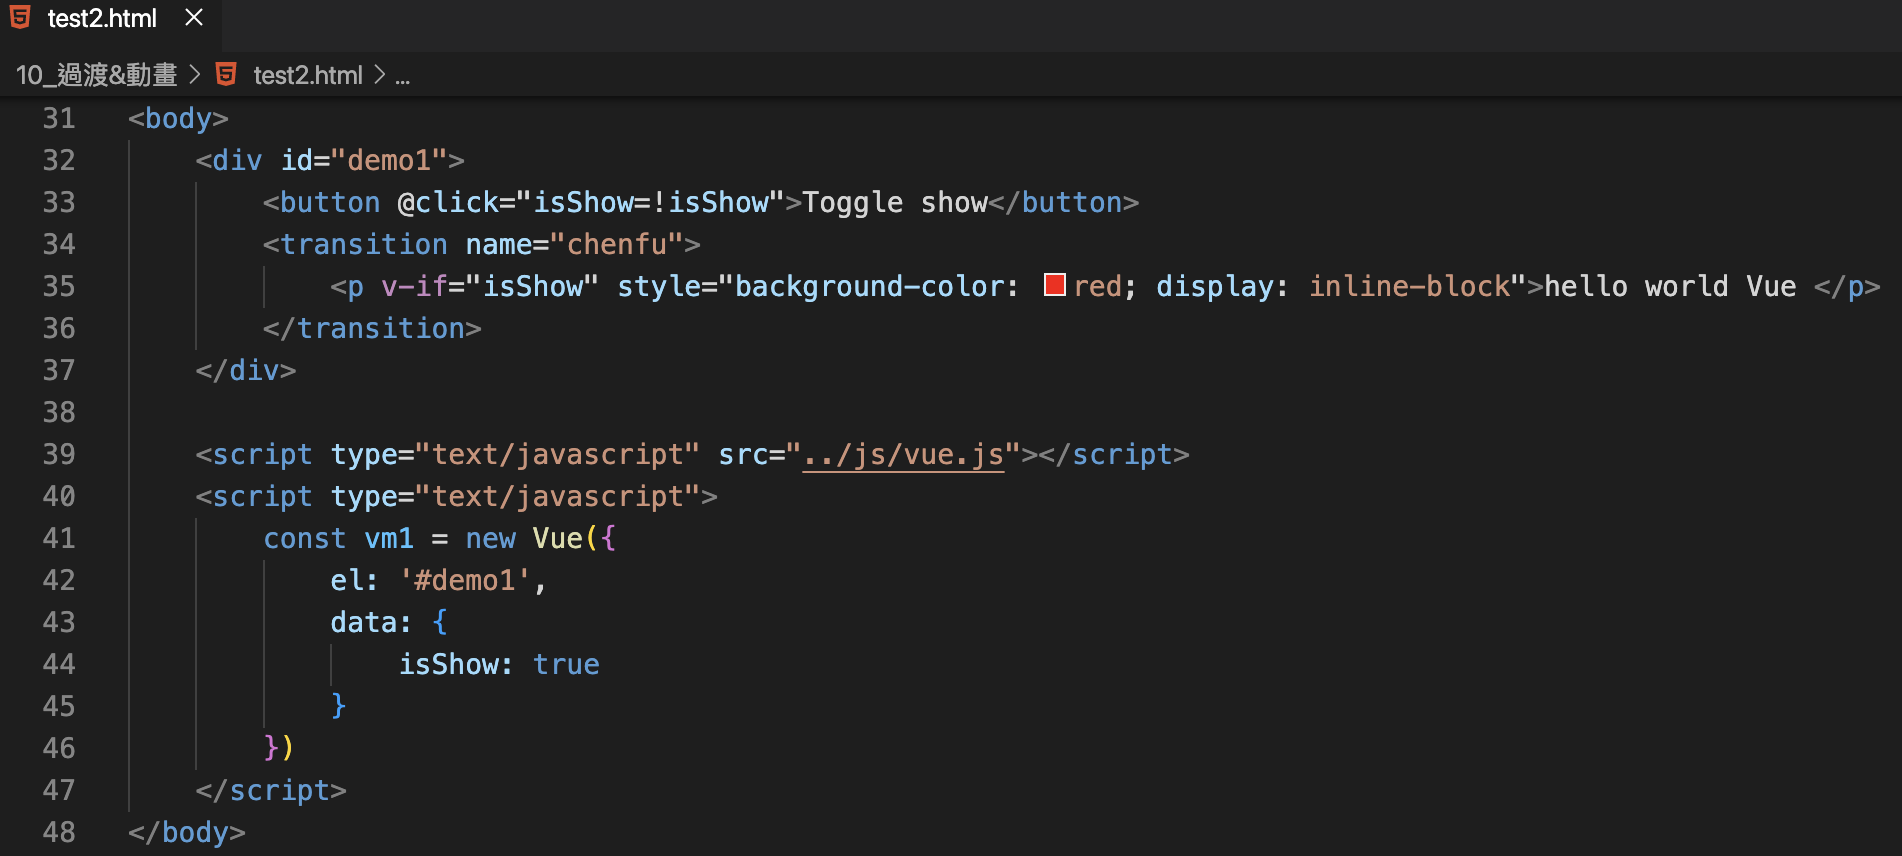 test2.html
10_過渡&動畫 > test2.html > ...
31 <body>
32 <div id="demo1">
33 <button @click="isShow=!isShow">Toggle show</button>
34 <transition name="chenfu">
35 <p v-if="isShow" style="background-color: red; display: inline-block">hello world Vue </p>
36 </transition>
37 </div>
38
39 <script type="text/javascript" src="../js/vue.js"></script>
40 <script type="text/javascript">
41 const vm1 = new Vue({
42 el: '#demo1',
43 data: {
44 isShow: true
45 }
46 })
47 </script>
48 </body>